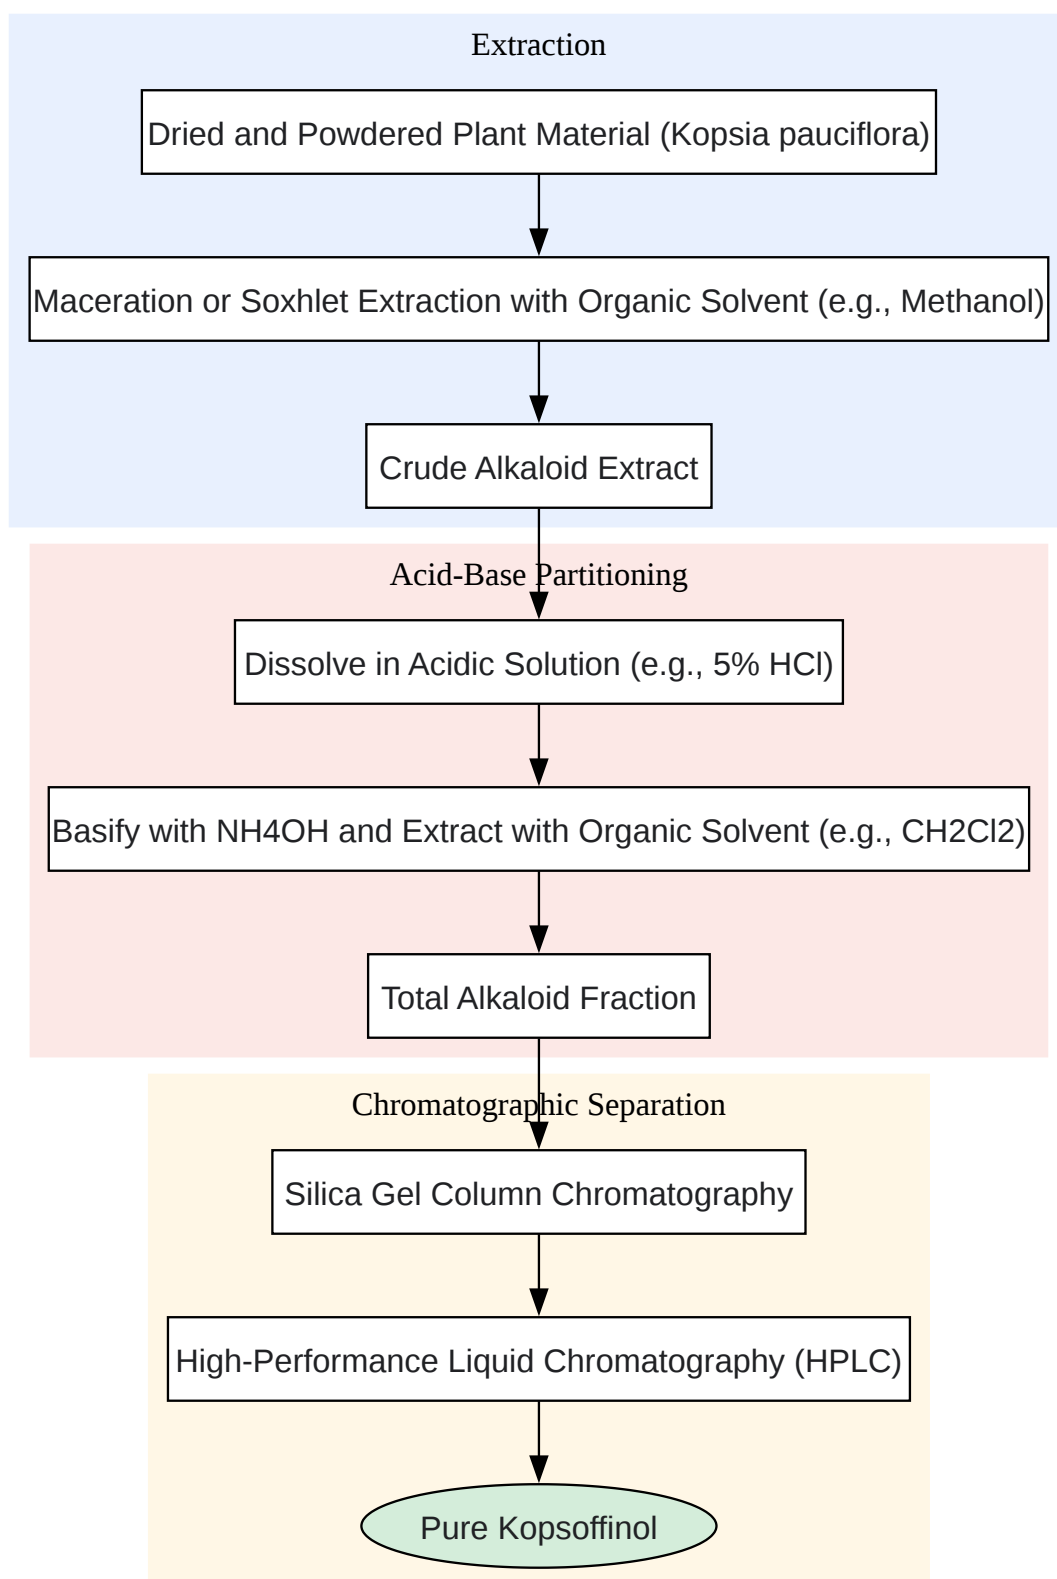 Extraction
Dried and Powdered Plant Material (Kopsia pauciflora)
Maceration or Soxhlet Extraction with Organic Solvent (e.g., Methanol)
Crude Alkaloid Extract
Acid-Base Partitioning
Dissolve in Acidic Solution (e.g., 5% HCl)
Basify with NH4OH and Extract with Organic Solvent (e.g., CH2Cl2)
Total Alkaloid Fraction
Chromatographic Separation
Silica Gel Column Chromatography
High-Performance Liquid Chromatography (HPLC)
Pure Kopsoffinol